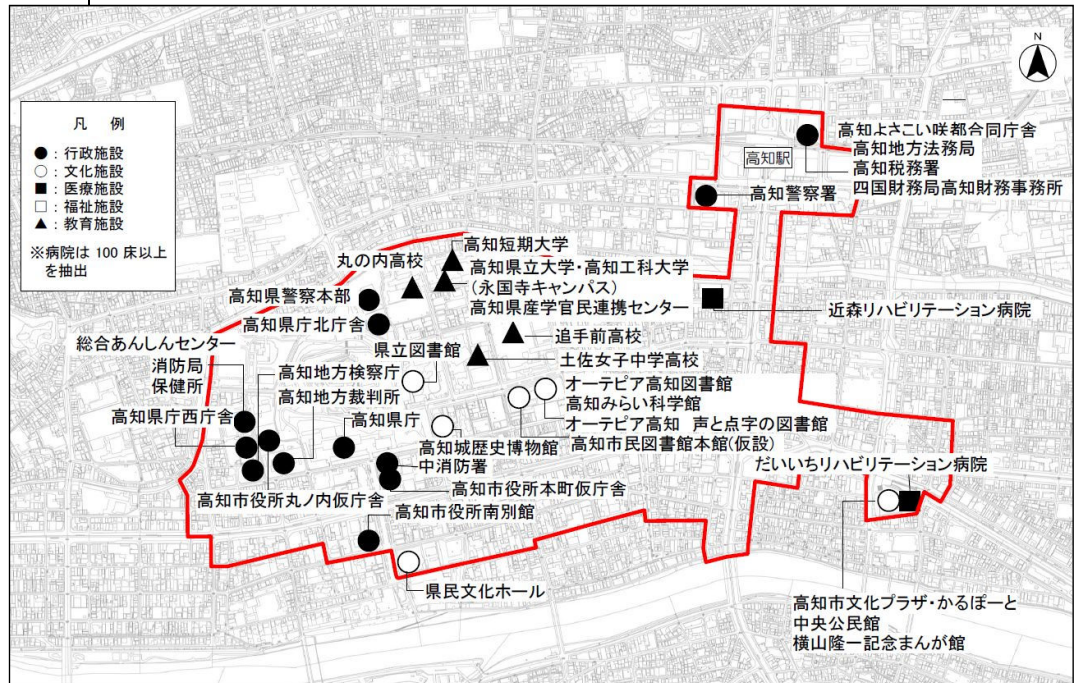 N
凡 例
● : 行政施設
○ : 文化施設
■ : 医療施設
□ : 福祉施設
▲ : 教育施設
※病院は 100 床以上
を抽出
高知駅
高知よさこい咲都合同庁舎
高知地方法務局
高知税務署
四国財務局高知財務事務所
高知警察署
高知短期大学
丸の内高校
高知県立大学・高知工科大学
(永国寺キャンパス)
高知県産学官民連携センター
高知県警察本部
高知県庁北庁舎
近森リハビリテーション病院
追手前高校
総合あんしんセンター
消防局
保健所
県立図書館
土佐女子中学高校
高知地方検察庁
高知地方裁判所
オーテピア高知図書館
高知みらい科学館
オーテピア高知 声と点字の図書館
高知県庁西庁舎
高知県庁
高知城歴史博物館
高知市民図書館本館(仮設)
中消防署
だいいちリハビリテーション病院
高知市役所丸ノ内仮庁舎
高知市役所本町仮庁舎
高知市役所南別館
県民文化ホール
高知市文化プラザ・かるぽーと
中央公民館
横山隆一記念まんが館